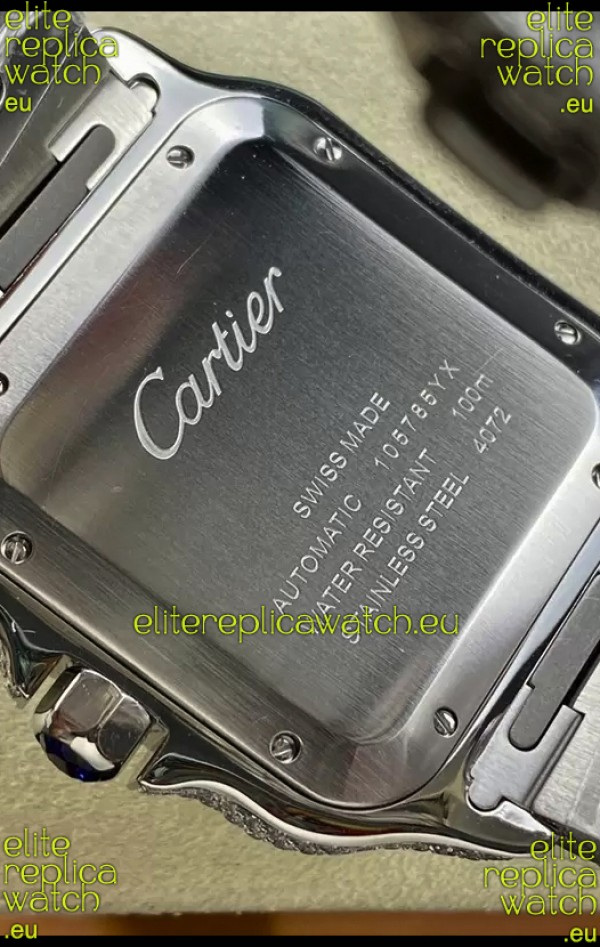 elite
replica
watch
.eu
elite
replica
watch
.eu
Cartier
SWISS MADE
AUTOMATIC 105785YX
WATER RESISTANT 100m
STAINLESS STEEL 4072
elitereplicawatch.eu
elite
replica
watch
.eu
elite
replica
watch
.eu